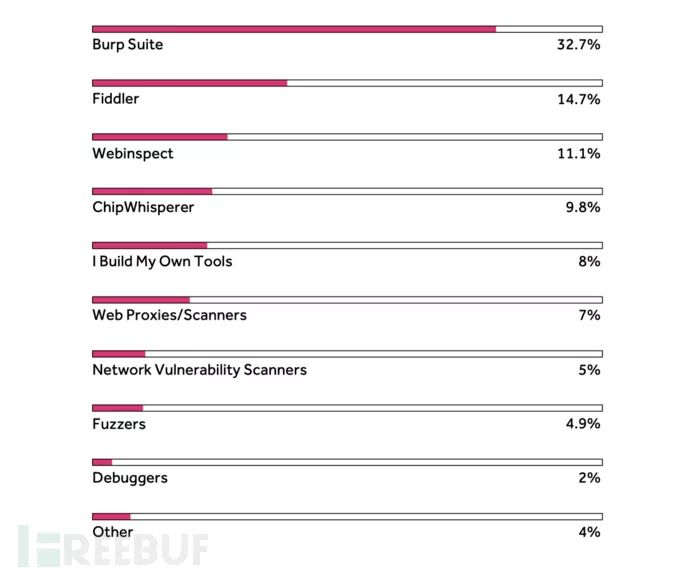 Burp Suite 32.7%
Fiddler 14.7%
Webinspect 11.1%
ChipWhisperer 9.8%
I Build My Own Tools 8%
Web Proxies/Scanners 7%
Network Vulnerability Scanners 5%
Fuzzers 4.9%
Debuggers 2%
Other 4%
FREEBUF